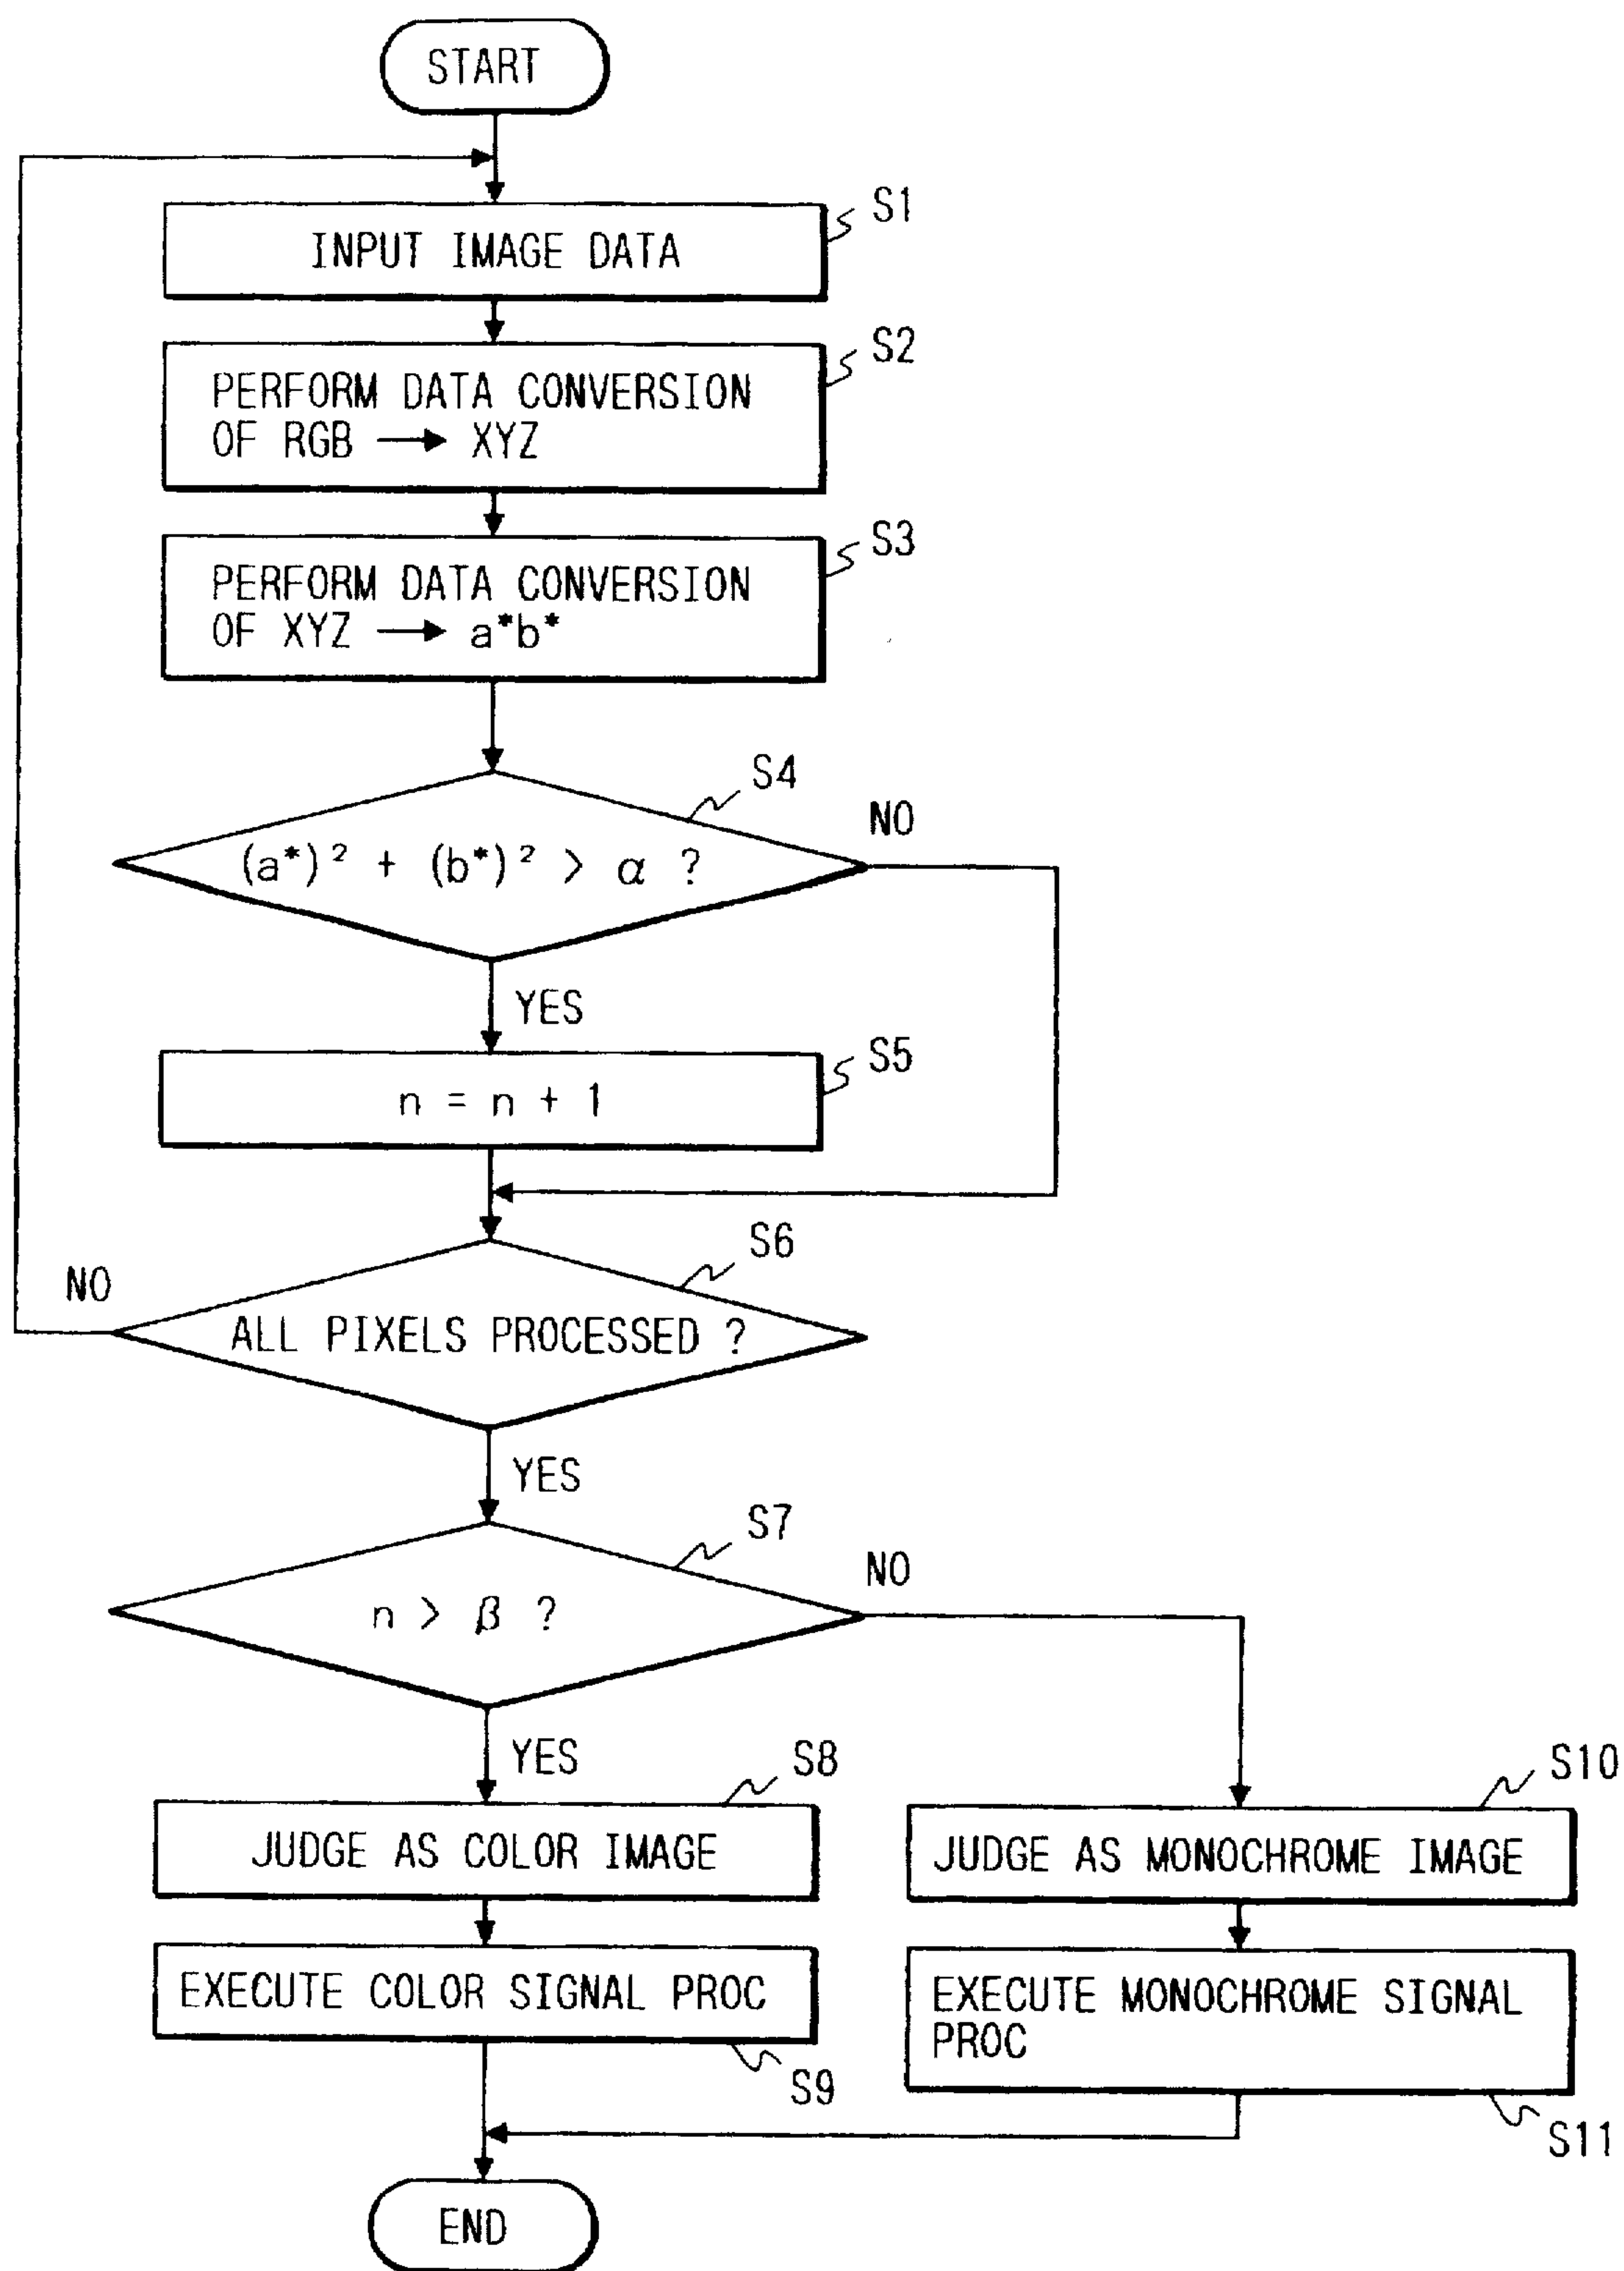 START
S1
INPUT IMAGE DATA
S2
PERFORM DATA CONVERSION
OF RGB → XYZ
S3
PERFORM DATA CONVERSION
OF XYZ → a*b*
S4
NO
(a*)² + (b*)² > α ?
YES
S5
n = n + 1
S6
NO
ALL PIXELS PROCESSED ?
YES
S7
NO
n > β ?
YES
S8
JUDGE AS COLOR IMAGE
S10
JUDGE AS MONOCHROME IMAGE
EXECUTE COLOR SIGNAL PROC
S9
EXECUTE MONOCHROME SIGNAL
PROC
S11
END